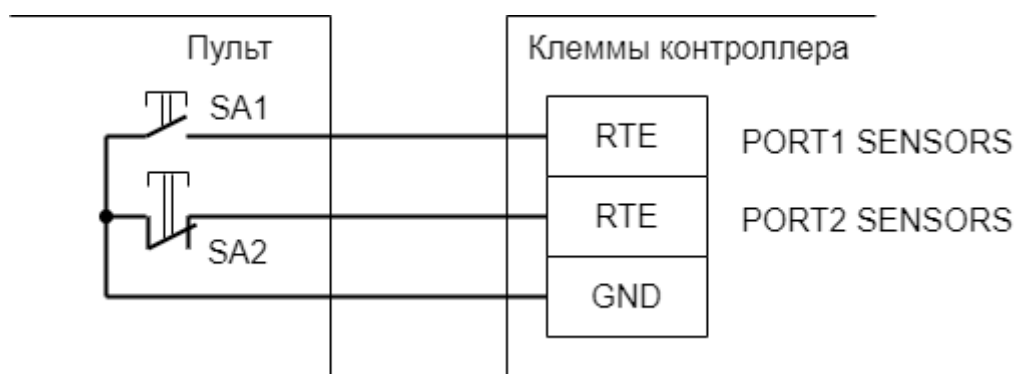 Пульт
Клеммы контроллера
SA1
RTE
PORT1 SENSORS
RTE
PORT2 SENSORS
SA2
GND